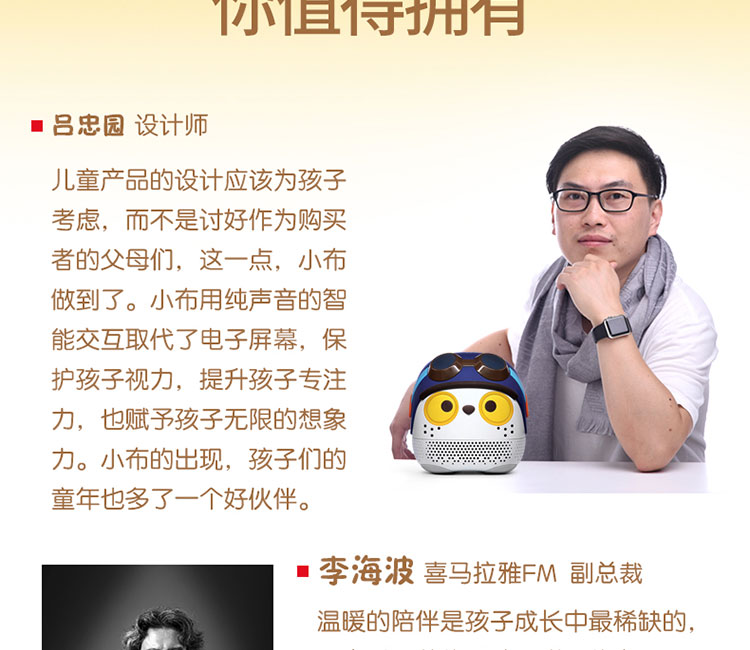 你值得拥有
吕忠园 设计师
儿童产品的设计应该为孩子
考虑，而不是讨好作为购买
者的父母们，这一点，小布
做到了。小布用纯声音的智
能交互取代了电子屏幕，保
护孩子视力，提升孩子专注
力，也赋予孩子无限的想象
力。小布的出现，孩子们的
童年也多了一个好伙伴。
李海波 喜马拉雅FM 副总裁
温暖的陪伴是孩子成长中最稀缺的，